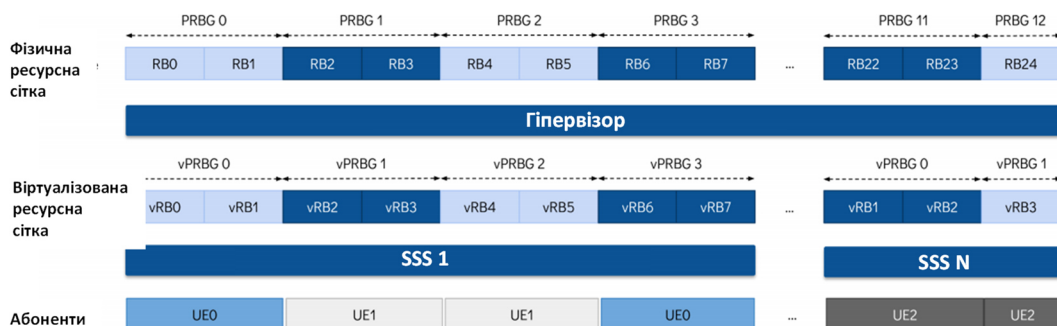 PRBG 0 PRBG 1 PRBG 2 PRBG 3 PRBG 11 PRBG 12
Фізична
ресурсна
сітка
RB0 RB1 RB2 RB3 RB4 RB5 RB6 RB7 ... RB22 RB23 RB24
Гіпервізор
vPRBG 0 vPRBG 1 vPRBG 2 vPRBG 3 vPRBG 0 vPRBG 1
Віртуалізована
ресурсна
сітка
vRB0 vRB1 vRB2 vRB3 vRB4 vRB5 vRB6 vRB7 ... vRB1 vRB2 vRB3
SSS 1 SSS N
Абоненти
UE0 UE1 UE1 UE0 ... UE2 UE2